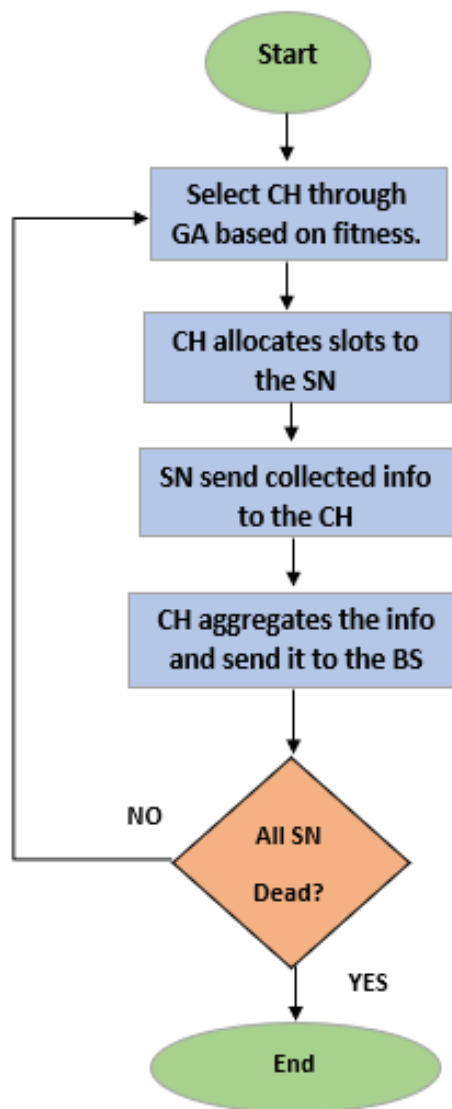 Start
Select CH through
GA based on fitness.
CH allocates slots to
the SN
SN send collected info
to the CH
CH aggregates the info
and send it to the BS
NO
All SN
Dead?
YES
End